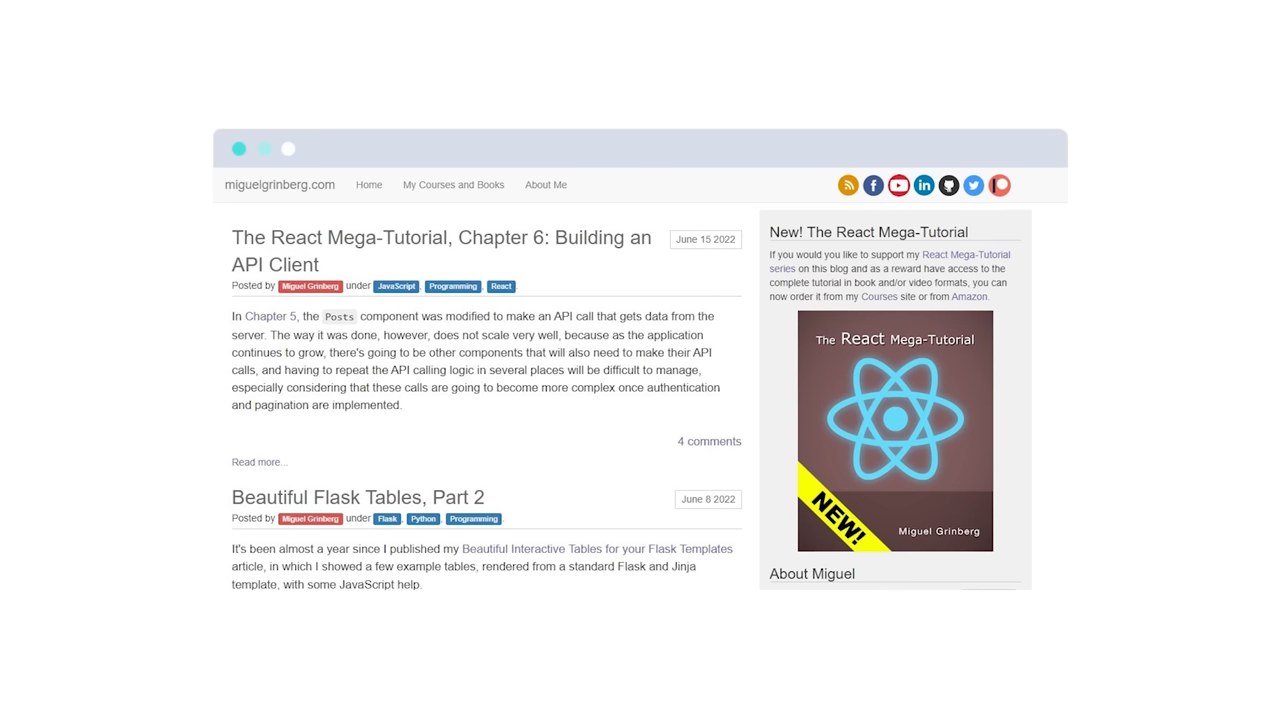 miguelgrinberg.com Home My Courses and Books About Me
The React Mega-Tutorial, Chapter 6: Building an
API Client
June 15 2022
Posted by Miguel Grinberg under JavaScript, Programming, React
In Chapter 5, the Posts component was modified to make an API call that gets data from the
server. The way it was done, however, does not scale very well, because as the application
continues to grow, there's going to be other components that will also need to make their API
calls, and having to repeat the API calling logic in several places will be difficult to manage,
especially considering that these calls are going to become more complex once authentication
and pagination are implemented.
4 comments
Read more...
Beautiful Flask Tables, Part 2
June 8 2022
Posted by Miguel Grinberg under Flask, Python, Programming.
It's been almost a year since I published my Beautiful Interactive Tables for your Flask Templates
article, in which I showed a few example tables, rendered from a standard Flask and Jinja
template, with some JavaScript help.
New! The React Mega-Tutorial
If you would you like to support my React Mega-Tutorial
series on this blog and as a reward have access to the
complete tutorial in book and/or video formats, you can
now order it from my Courses site or from Amazon.
The React Mega-Tutorial
NEW!
Miguel Grinberg
About Miguel